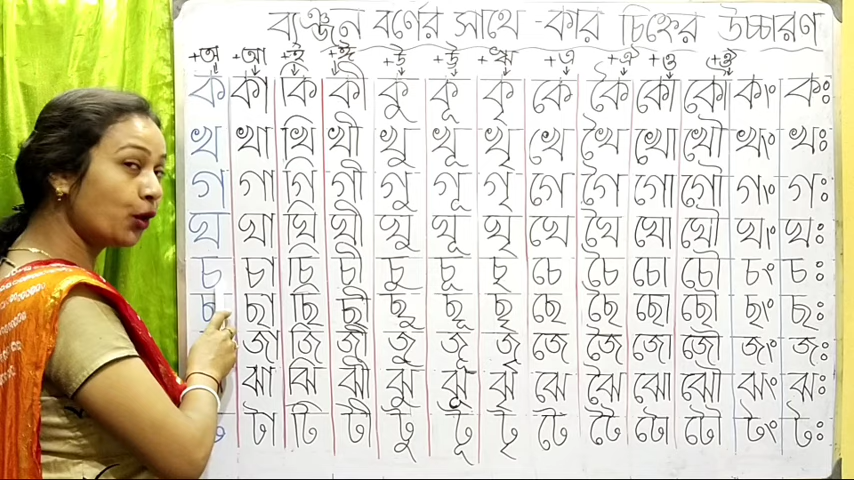 ব্যঞ্জন বর্ণের সাথে -কার চিহ্নের উচ্চারণ
+অ +আ +ই +ঈ +উ +ঊ +ঋ +এ +ঐ +ও +ঔ
ক কা কি কী কু কূ কৃ কে কৈ কো কৌ কাং কঃ
খ খা খি খী খু খূ খৃ খে খৈ খো খৌ খাং খঃ
গ গা গি গী গু গূ গৃ গে গৈ গো গৌ গাং গঃ
ঘ ঘা ঘি ঘী ঘু ঘূ ঘৃ ঘে ঘৈ ঘো ঘৌ ঘাং ঘঃ
চ চা চি চী চু চূ চৃ চে চৈ চো চৌ চং চঃ
ছ ছা ছি ছী ছু ছূ ছৃ ছে ছৈ ছো ছৌ ছাং ছঃ
জা জি জী জু জূ জৃ জে জৈ জো জৌ জাং জঃ
ঝা ঝি ঝী ঝু ঝূ ঝৃ ঝে ঝৈ ঝো ঝৌ ঝং ঝঃ
টা টি টী টু টূ টৃ টে টৈ টো টৌ টং টঃ